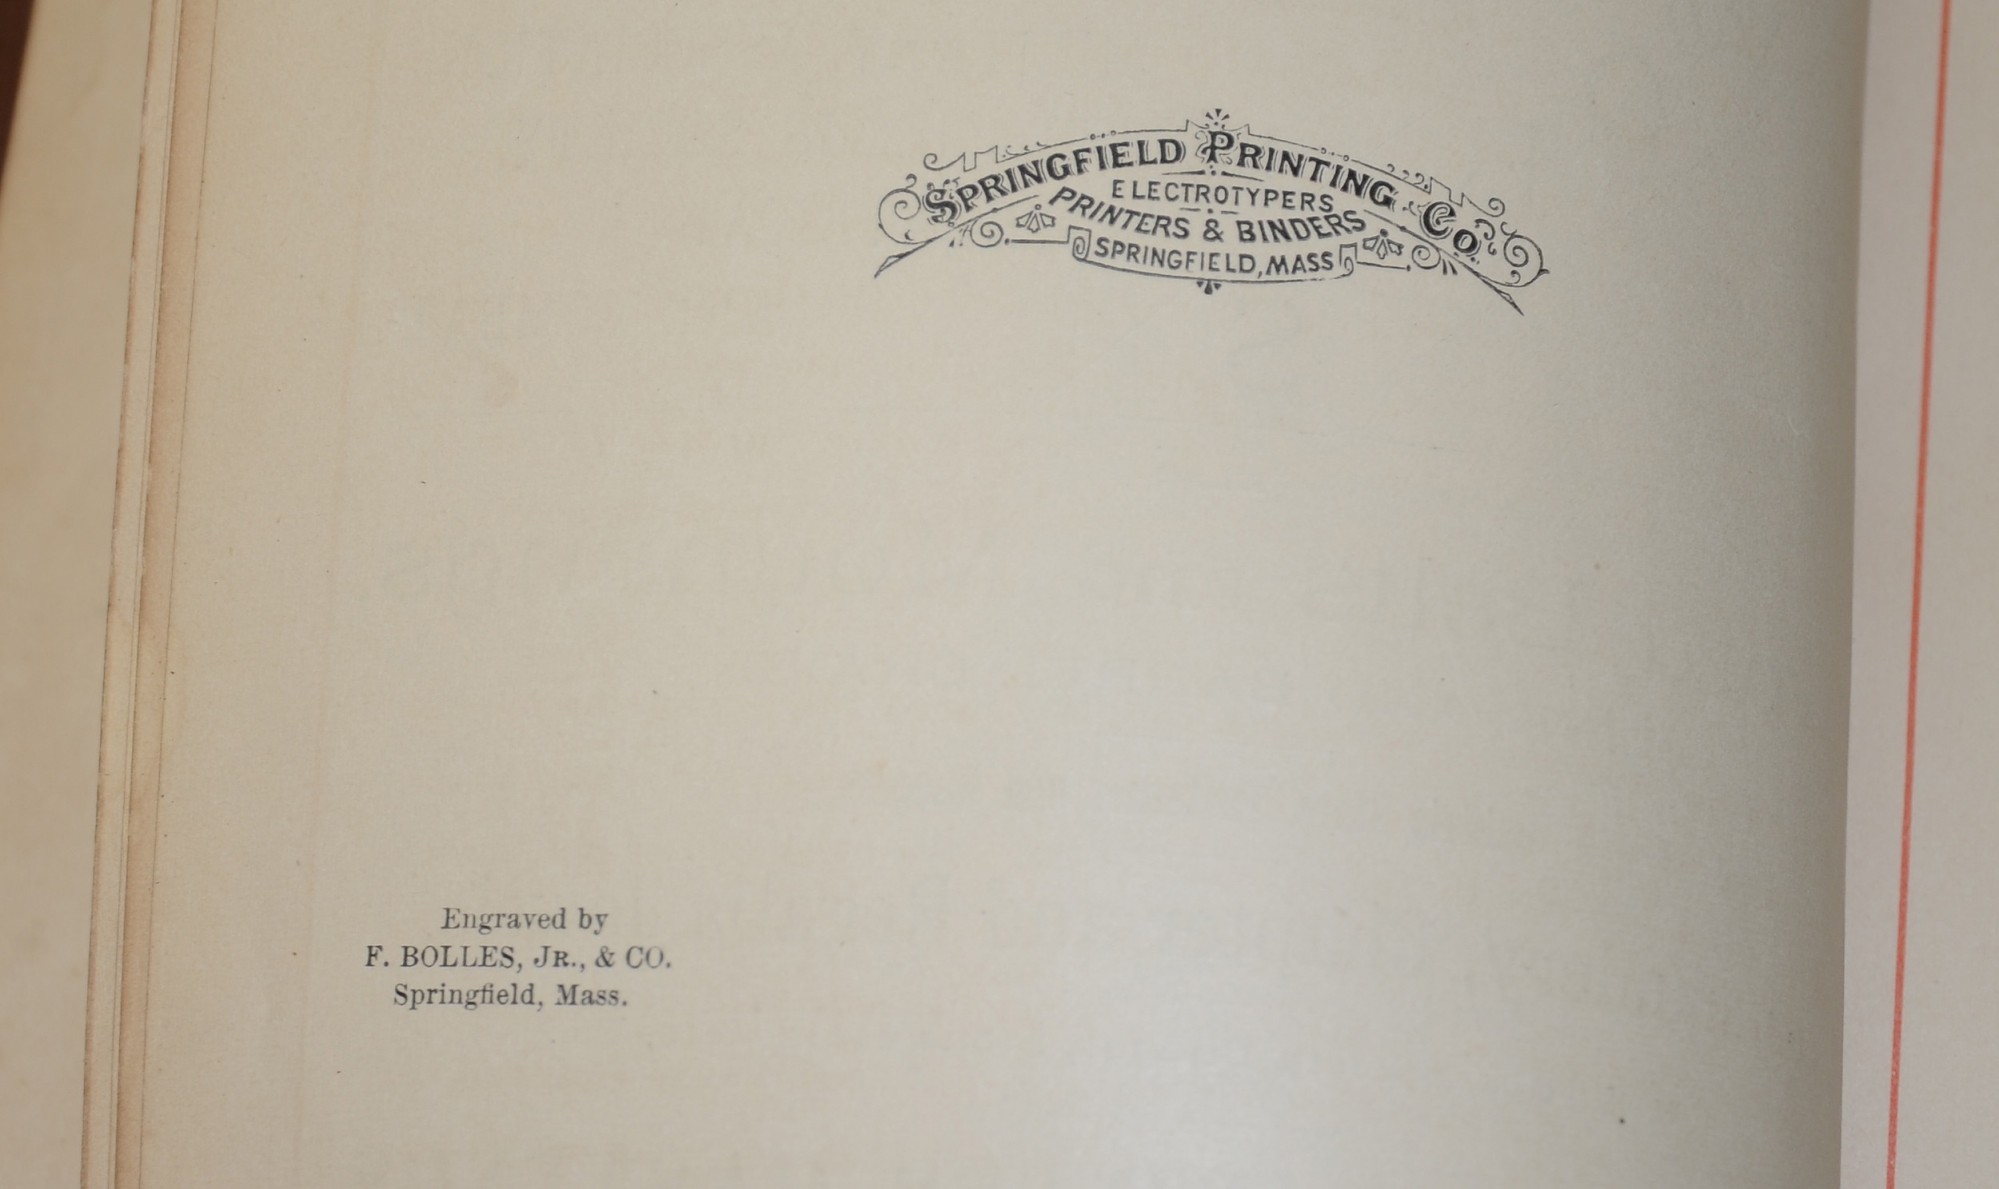 SPRINGFIELD PRINTING CO.
ELECTROTYPERS
PRINTERS & BINDERS
SPRINGFIELD, MASS
Engraved by
F. BOLLES, JR., & CO.
Springfield, Mass.